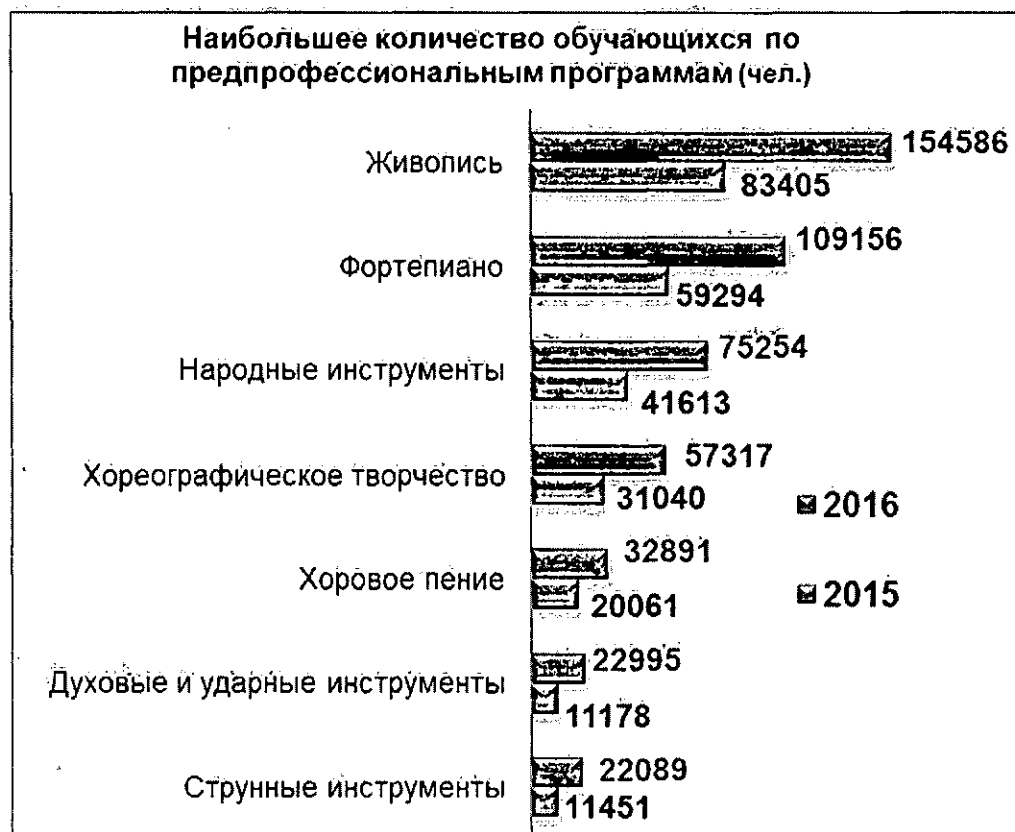 Наибольшее количество обучающихся по
предпрофессиональным программам (чел.)
Живопись
154586
83405
Фортепиано
109156
59294
Народные инструменты
75254
41613
Хореографическое творчество
57317
31040
2016
Хоровое пение
32891
20061
2015
Духовые и ударные инструменты
22995
11178
Струнные инструменты
22089
11451